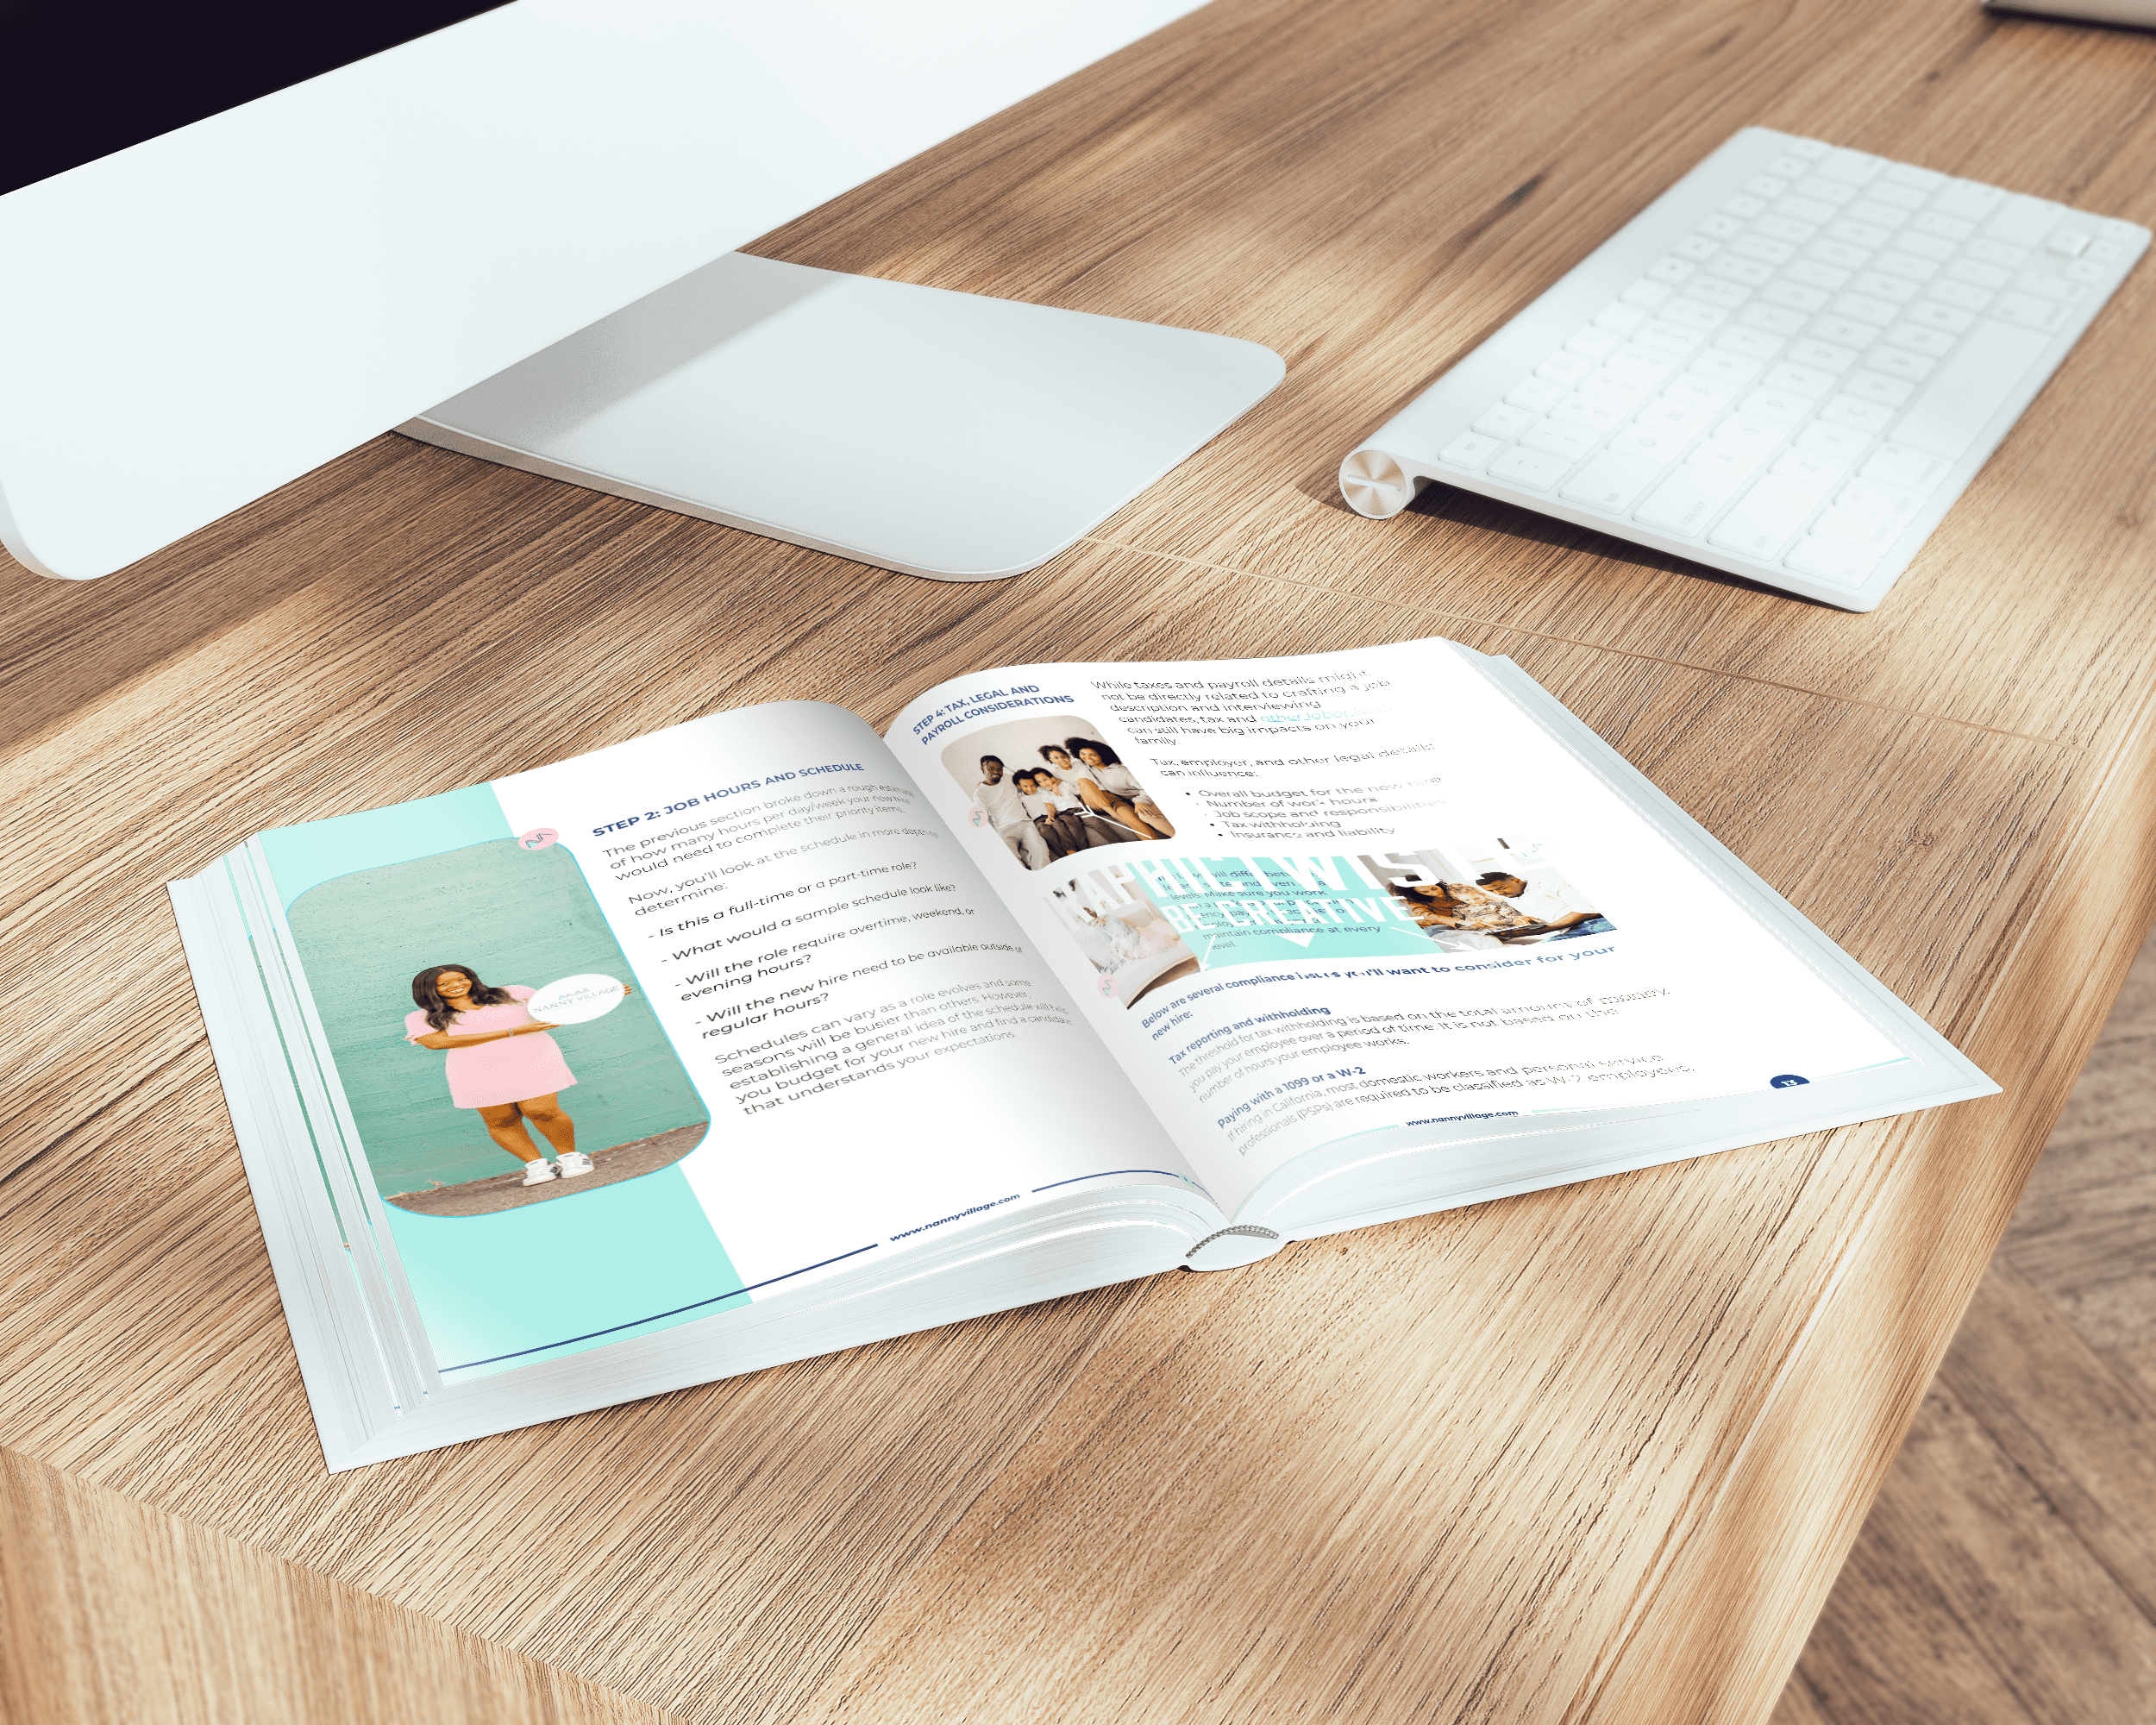 STEP 2: JOB HOURS AND SCHEDULE
The previous section broke down a rough estimate
of how many hours per day/week your new hire
would need to complete their priority items.
Now, you'll look at the schedule in more depth to
determine:
- Is this a full-time or a part-time role?
- What would a sample schedule look like?
- Will the role require overtime, weekend, or
evening hours?
- Will the new hire need to be available outside of
regular hours?
Schedules can vary as a role evolves and some
seasons will be busier than others. However,
establishing a general idea of the schedule will help
you budget for your new hire and find a candidate
that understands your expectations.
NANNY VILLAGE
www.nannyvillage.com
STEP 4: TAX, LEGAL AND
PAYROLL CONSIDERATIONS
While taxes and payroll details might
not be directly related to crafting a job
description and interviewing
candidates, tax and other labor
can still have big impacts on your
family.
Tax, employer, and other legal details
can influence:
• Overall budget for the new hire
• Number of work hours
• Job scope and responsibilities
• Tax withholding
• Insurance and liability
levels. Make sure you work
BE CREATIVE
maintain compliance at every
level.
Below are several compliance issues you'll want to consider for your
new hire:
Tax reporting and withholding
The threshold for tax withholding is based on the total amount of money
you pay your employee over a period of time. It is not based on the
number of hours your employee works.
Paying with a 1099 or a W-2
If hiring in California, most domestic workers and personal service
professionals (PSPs) are required to be classified as W-2 employees.
www.nannyvillage.com
13